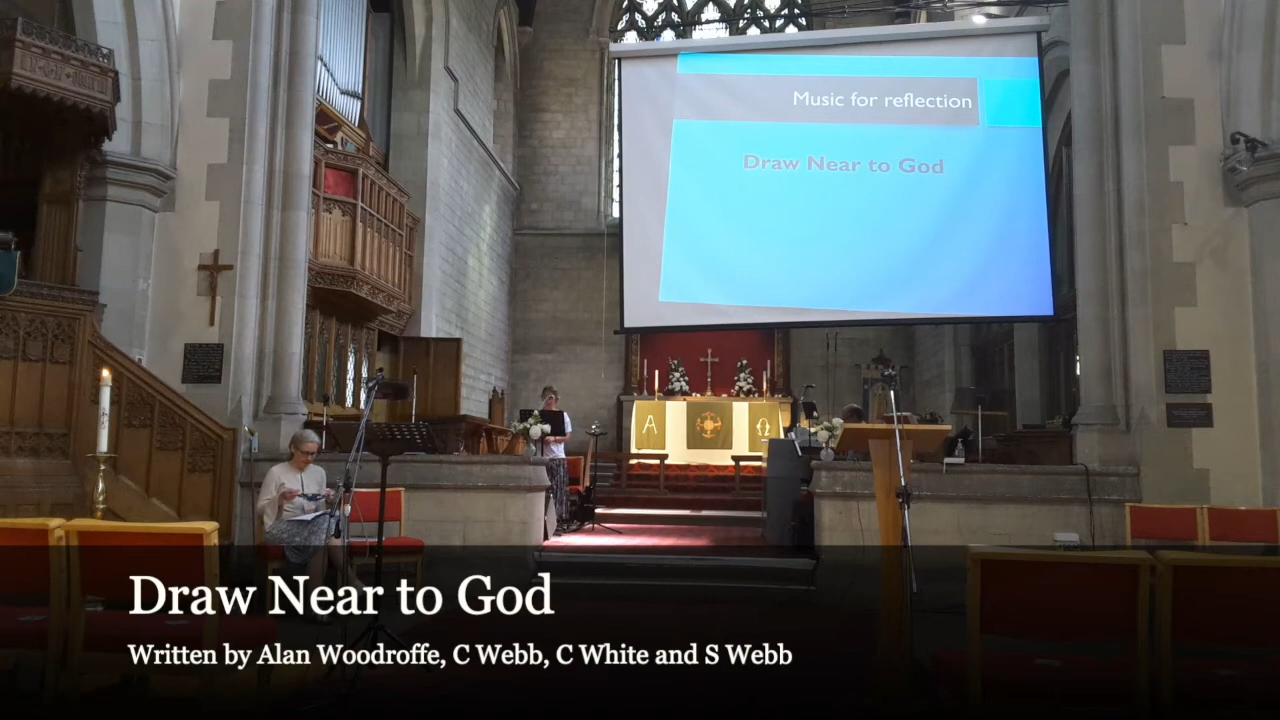 Music for reflection
Draw Near to God
Α Ω
Draw Near to God
Written by Alan Woodroffe, C Webb, C White and S Webb